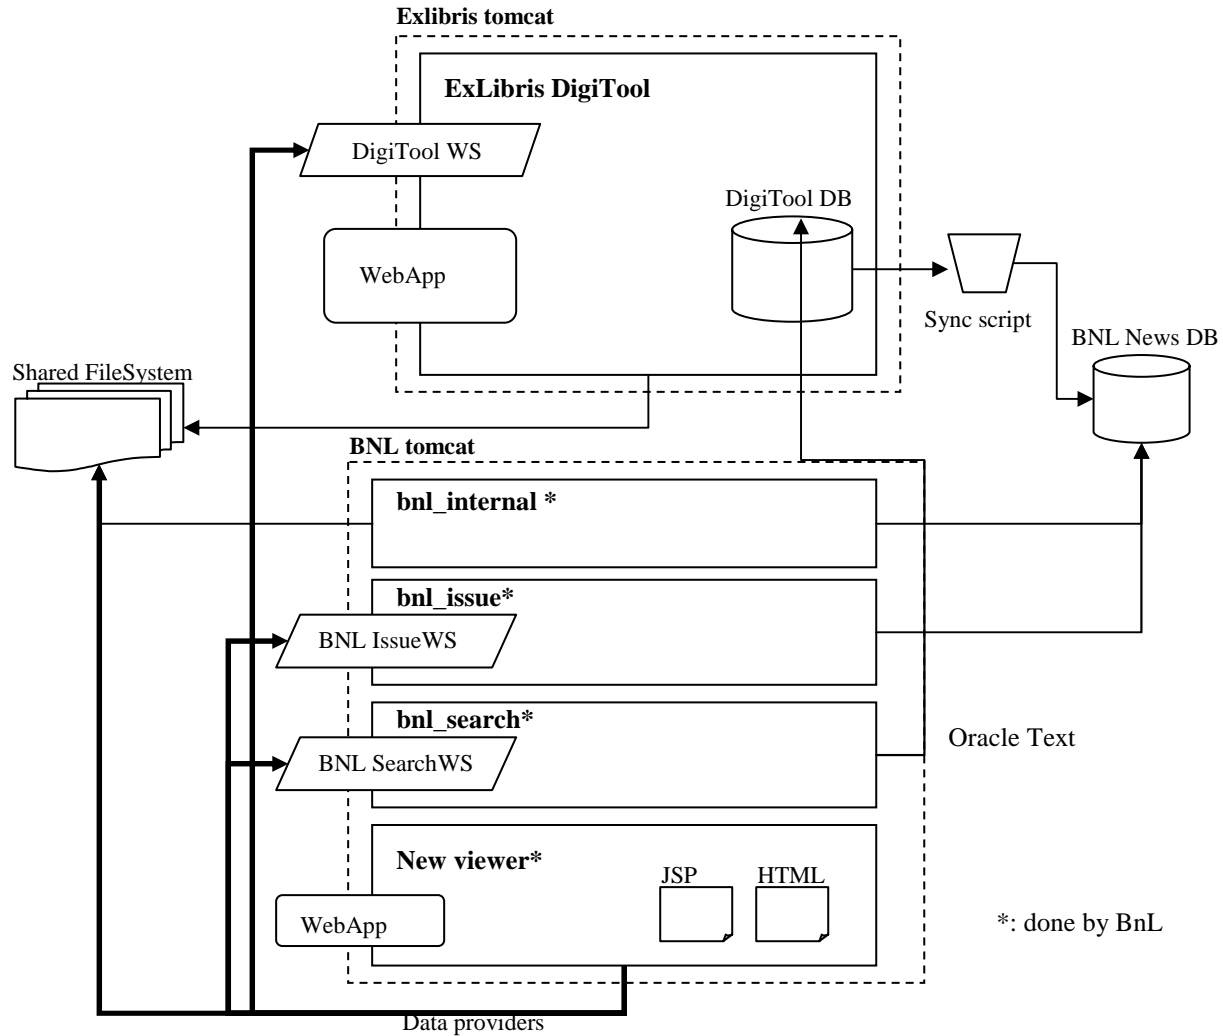 Exlibris tomcat
ExLibris DigiTool
DigiTool WS
DigiTool DB
WebApp
Sync script
BNL News DB
Shared FileSystem
BNL tomcat
bnl_internal *
bnl_issue*
BNL IssueWS
bnl_search*
BNL SearchWS
Oracle Text
New viewer*
JSP
HTML
WebApp
*: done by BnL
Data providers